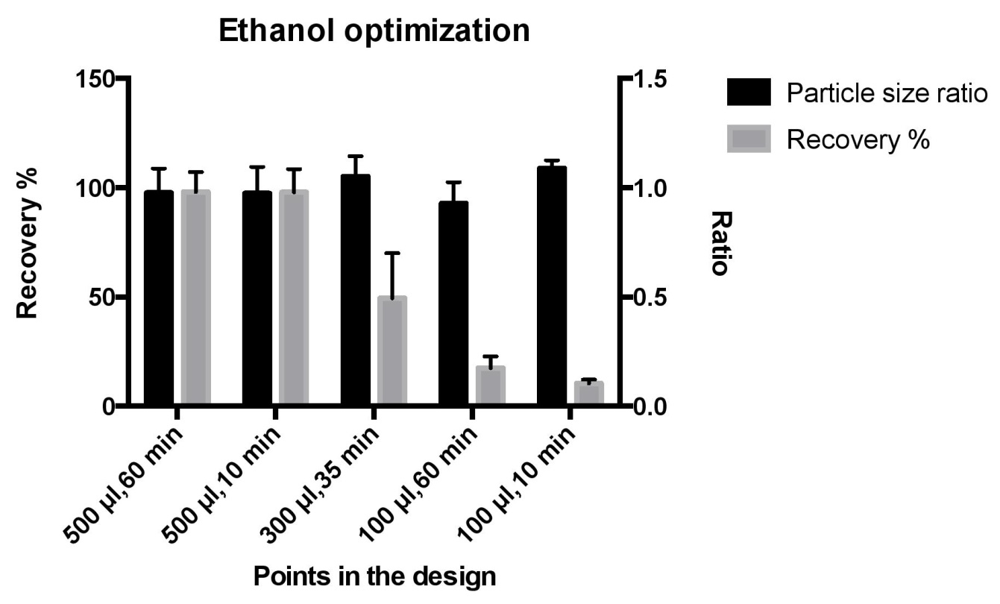 Ethanol optimization
150
100
50
0
Recovery %
1.5
1.0
0.5
0.0
Ratio
Particle size ratio
Recovery %
500 µl,60 min
500 µl,10 min
300 µl,35 min
100 µl,60 min
100 µl,10 min
Points in the design